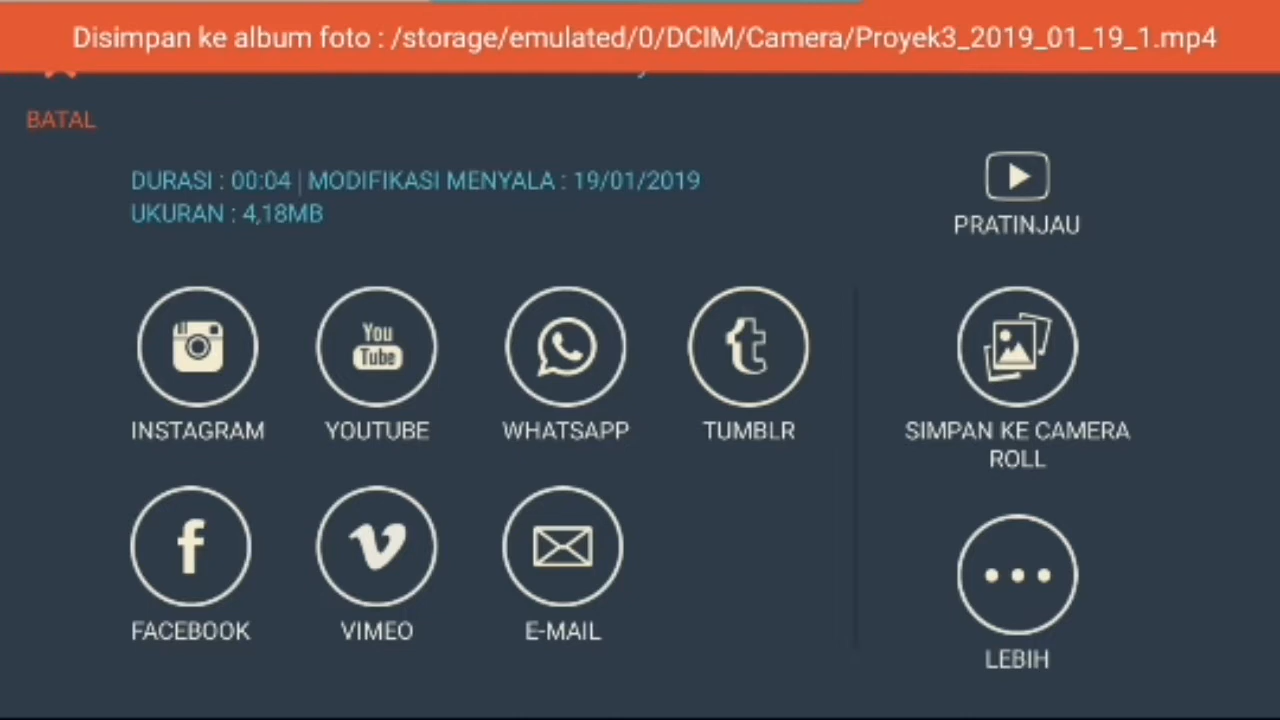 Disimpan ke album foto : /storage/emulated/0/DCIM/Camera/Proyek3_2019_01_19_1.mp4
BATAL
DURASI : 00:04 | MODIFIKASI MENYALA : 19/01/2019
UKURAN : 4,18MB
PRATINJAU
You
Tube
INSTAGRAM
YOUTUBE
WHATSAPP
TUMBLR
SIMPAN KE CAMERA
ROLL
FACEBOOK
VIMEO
E-MAIL
LEBIH